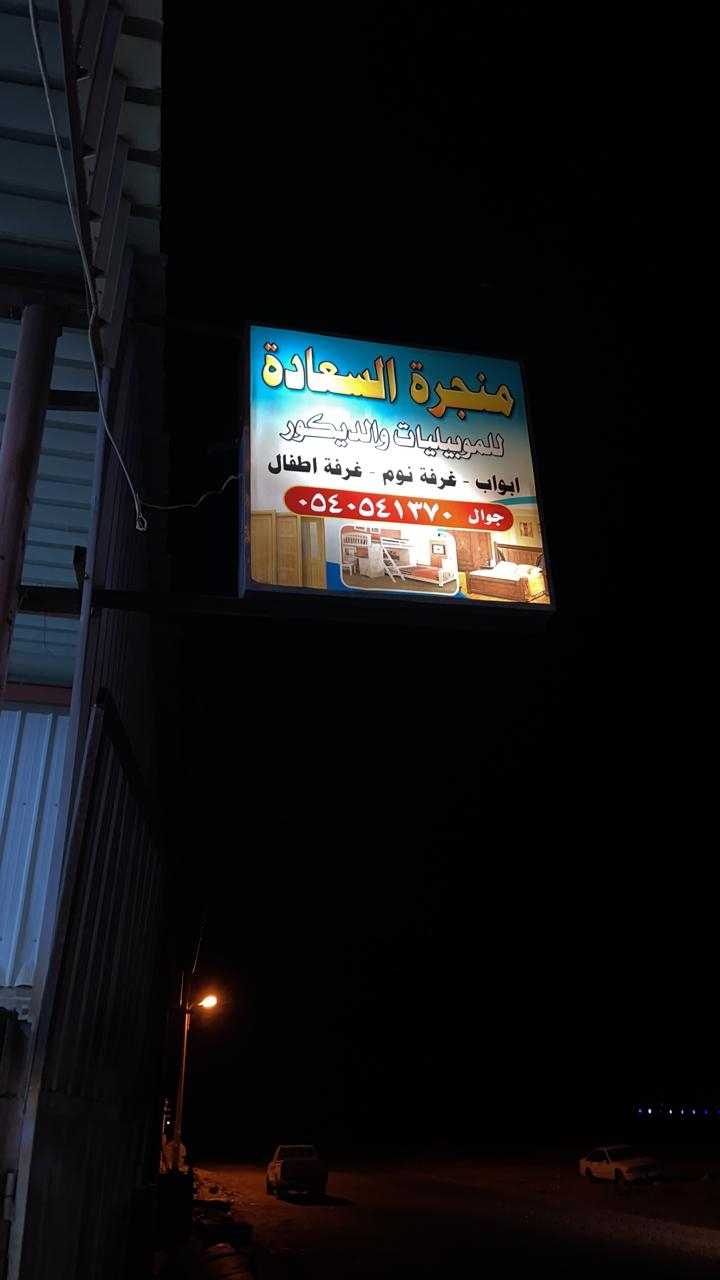 منجرة السعادة
للموبيليات والديكور
ابواب - غرفة نوم - غرفة اطفال
جوال ٠٥٤٠٥٤١٣٧٠